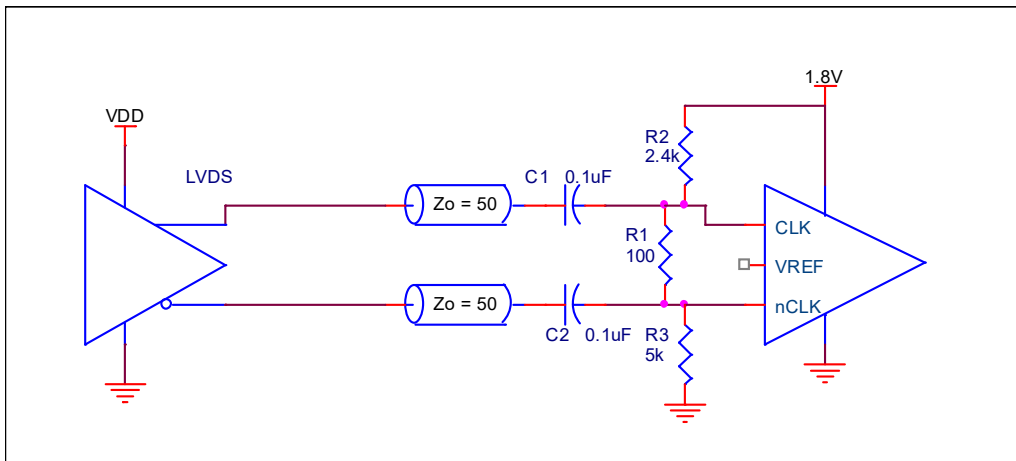 1.8V
VDD
R2
2.4k
LVDS
C1 0.1uF
Zo = 50
CLK
R1
100
VREF
Zo = 50
nCLK
C2 0.1uF
R3
5k